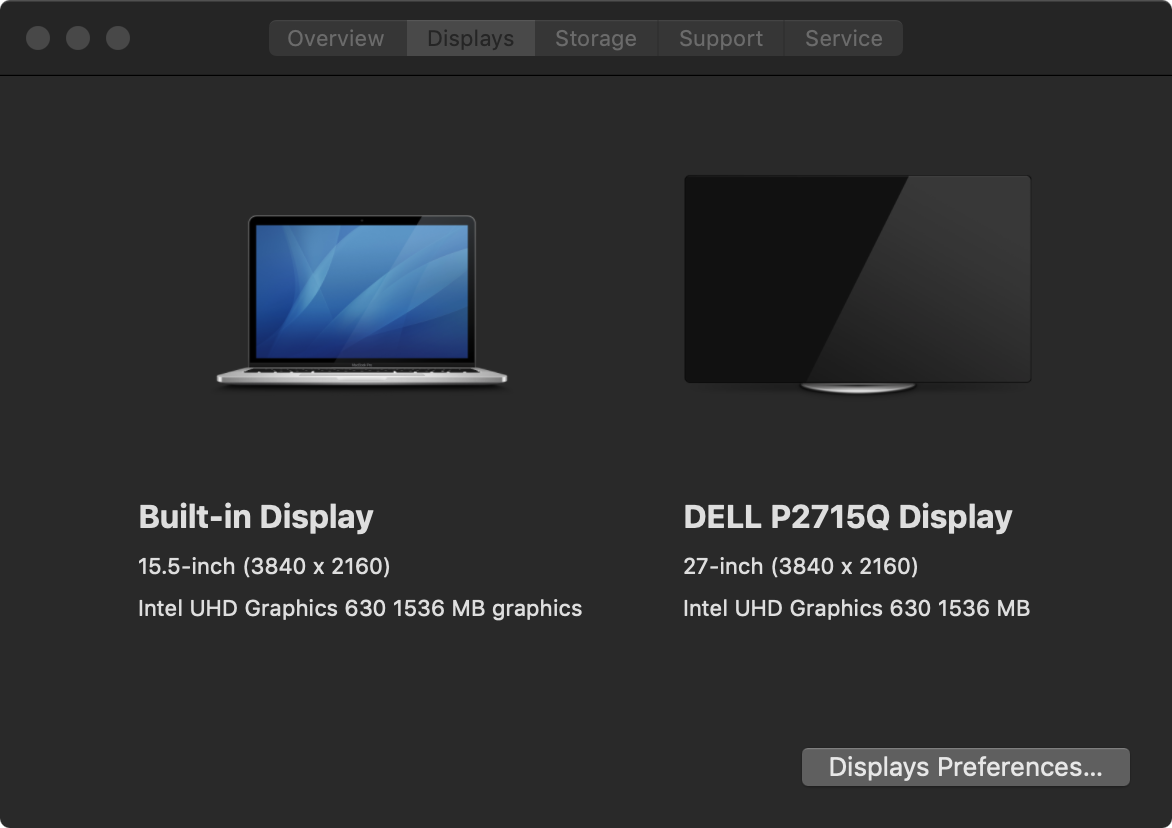 Overview Displays Storage Support Service
Built-in Display
15.5-inch (3840 x 2160)
Intel UHD Graphics 630 1536 MB graphics
DELL P2715Q Display
27-inch (3840 x 2160)
Intel UHD Graphics 630 1536 MB
Displays Preferences...